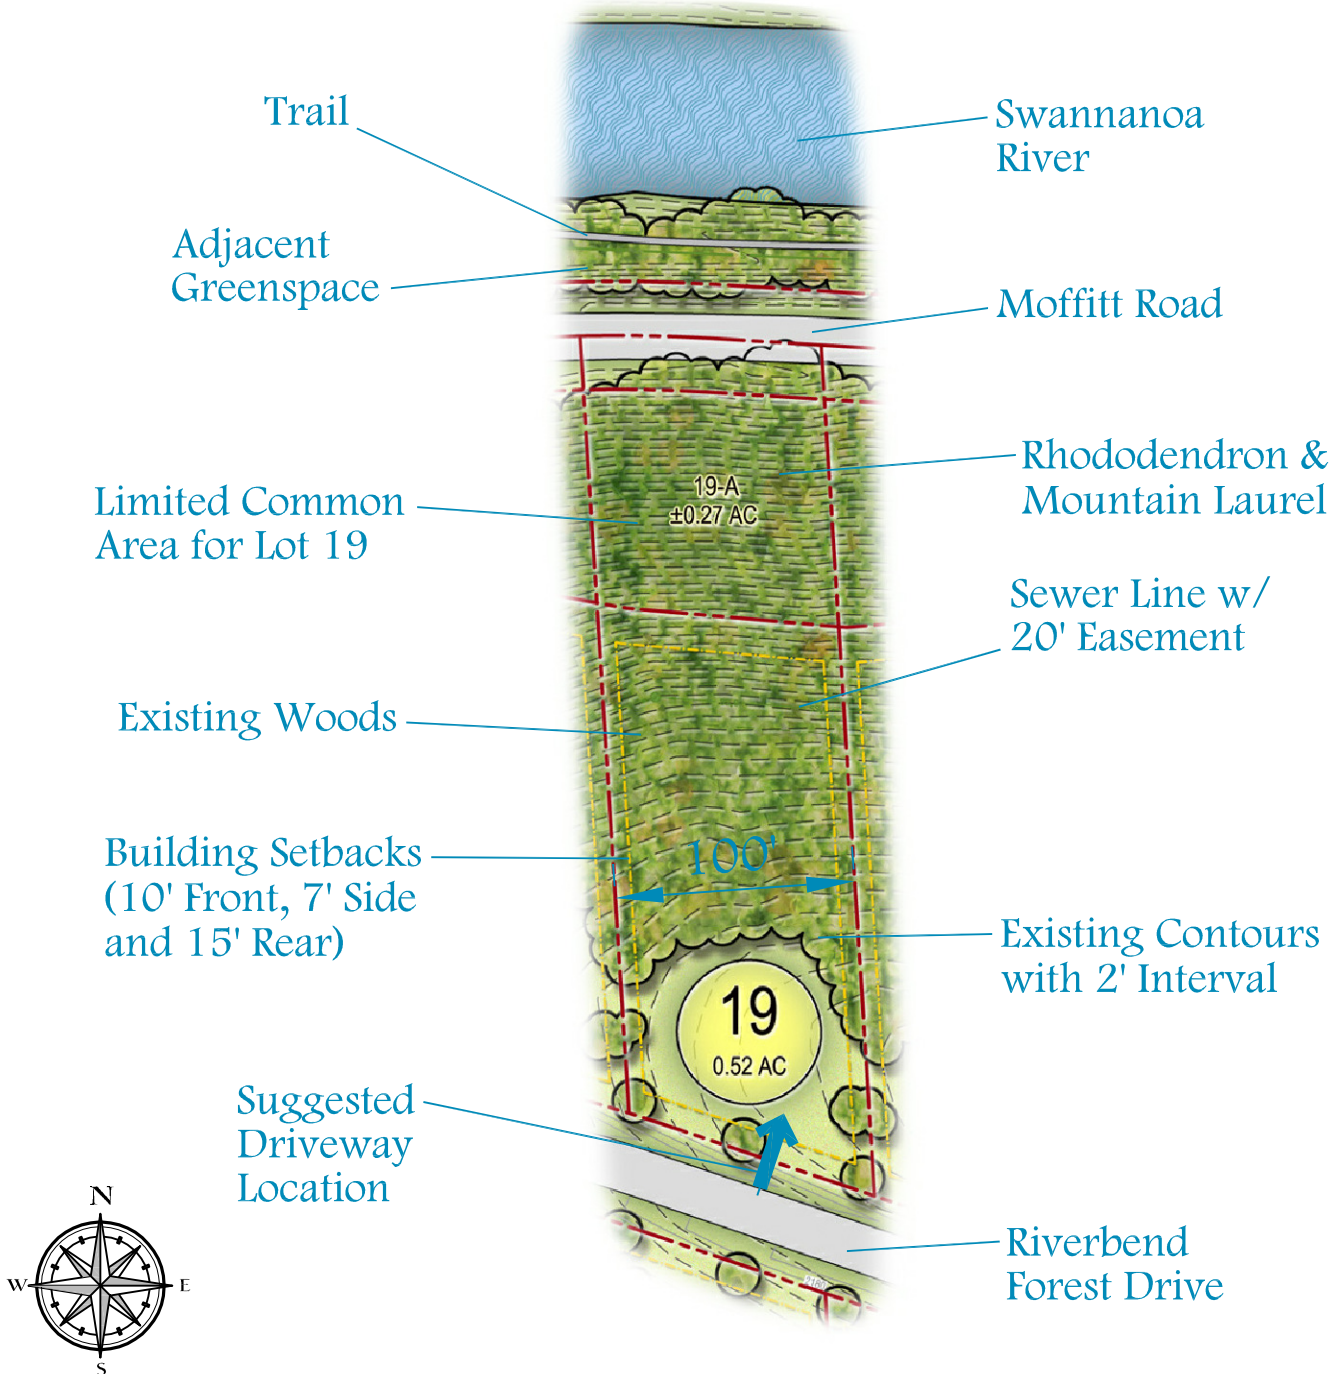 Trail
Swannanoa
River
Adjacent
Greenspace
Moffitt Road
Rhododendron &
Mountain Laurel
19-A
±0.27 AC
Limited Common
Area for Lot 19
Sewer Line w/
20' Easement
Existing Woods
Building Setbacks
(10' Front, 7' Side
and 15' Rear)
100'
Existing Contours
with 2' Interval
19
0.52 AC
Suggested
Driveway
Location
Riverbend
Forest Drive
N
W
E
S